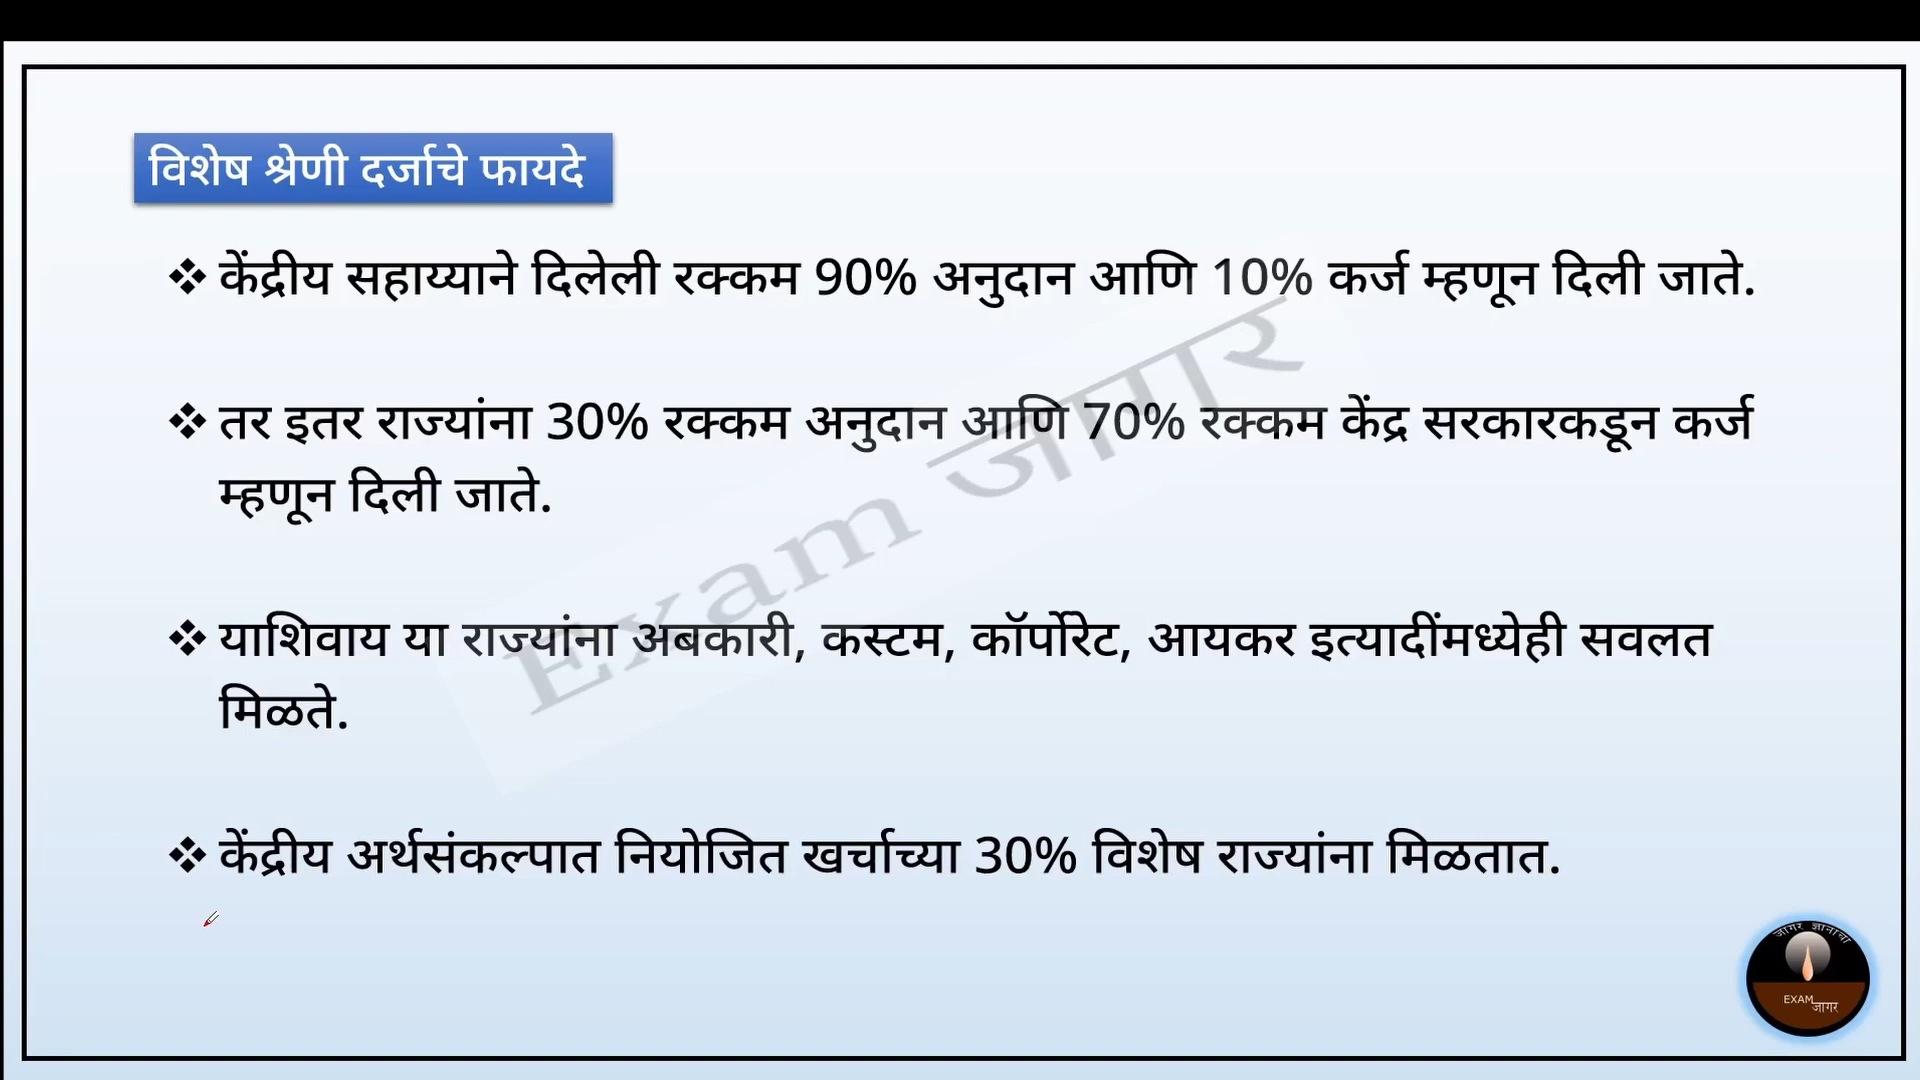 विशेष श्रेणी दर्जाचे फायदे
❖ केंद्रीय सहाय्याने दिलेली रक्कम 90% अनुदान आणि 10% कर्ज म्हणून दिली जाते.
❖ तर इतर राज्यांना 30% रक्कम अनुदान आणि 70% रक्कम केंद्र सरकारकडून कर्ज
म्हणून दिली जाते.
❖ याशिवाय या राज्यांना अबकारी, कस्टम, कॉर्पोरेट, आयकर इत्यादींमध्येही सवलत
मिळते.
❖ केंद्रीय अर्थसंकल्पात नियोजित खर्चाच्या 30% विशेष राज्यांना मिळतात.
Exam जागर
जागर ज्ञानाचा
EXAM
जागर